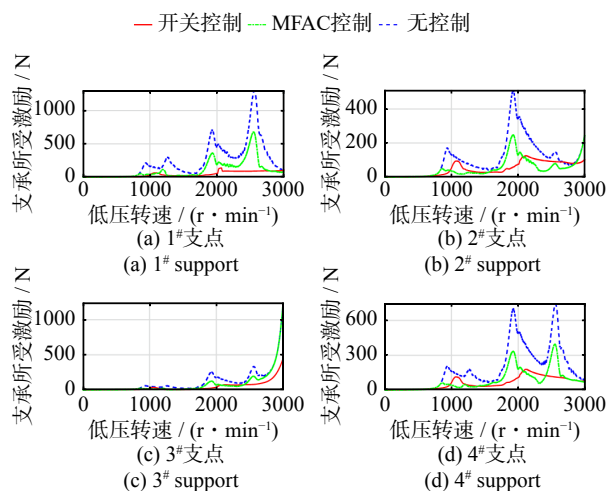 开关控制 MFAC控制 无控制
支承所受激励 / N
1000
500
0
0 1000 2000 3000
低压转速 / (r · min⁻¹)
(a) 1#支点
(a) 1# support
支承所受激励 / N
400
200
0
0 1000 2000 3000
低压转速 / (r · min⁻¹)
(b) 2#支点
(b) 2# support
支承所受激励 / N
1000
500
0
0 1000 2000 3000
低压转速 / (r · min⁻¹)
(c) 3#支点
(c) 3# support
支承所受激励 / N
600
300
0
0 1000 2000 3000
低压转速 / (r · min⁻¹)
(d) 4#支点
(d) 4# support